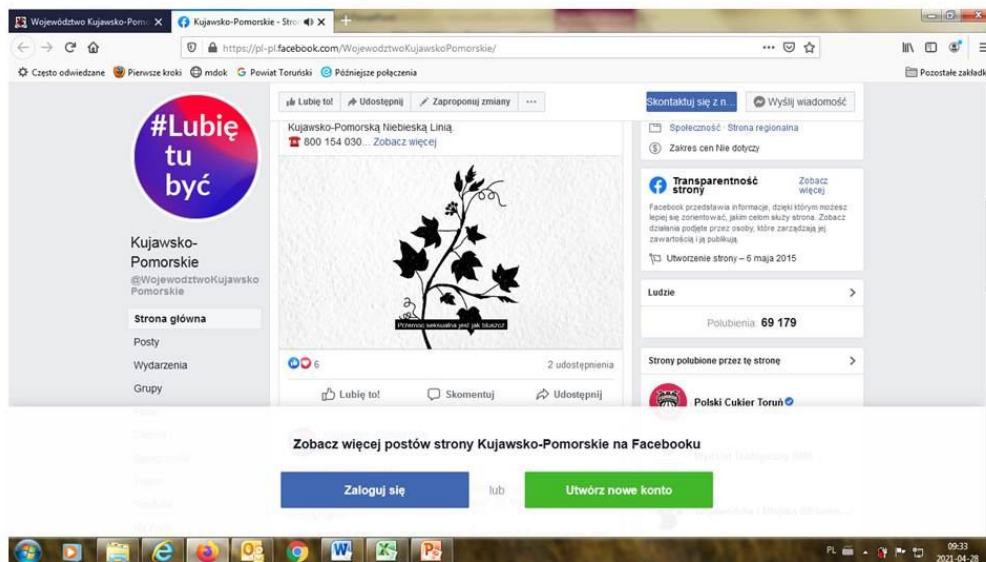 Województwo Kujawsko-Pomo
Kujawsko-Pomorskie - Stro
https://pl-pl.facebook.com/WojewodztwoKujawskoPomorskie/
Często odwiedzane
Pierwsze kroki
mdok
Powiat Toruński
Późniejsze połączenia
Pozostałe zakładk
Lubię to!
Udostępnij
Zaproponuj zmiany
Skontaktuj się z n...
Wyślij wiadomość
#Lubię
tu
być
Kujawsko-
Pomorskie
@WojewodztwoKujawsko
Pomorskie
Strona główna
Posty
Wydarzenia
Grupy
Kujawsko-Pomorską Niebieską Linią.
800 154 030... Zobacz więcej
Przemoc seksualna jest jak bluszcz
6
2 udostępnienia
Lubię to!
Skomentuj
Udostępnij
Społeczność · Strona regionalna
Zakres cen Nie dotyczy
Transparentność
strony
Zobacz
więcej
Facebook przedstawia informacje, dzięki którym możesz
lepiej się zorientować, jakim celom służy strona. Zobacz
działania podjęte przez osoby, które zarządzają jej
zawartością i ją publikują.
Utworzenie strony – 6 maja 2015
Ludzie
Polubienia 69 179
Strony polubione przez tę stronę
Polski Cukier Toruń
Zobacz więcej postów strony Kujawsko-Pomorskie na Facebooku
Zaloguj się
lub
Utwórz nowe konto
PL
09:33
2021-04-28